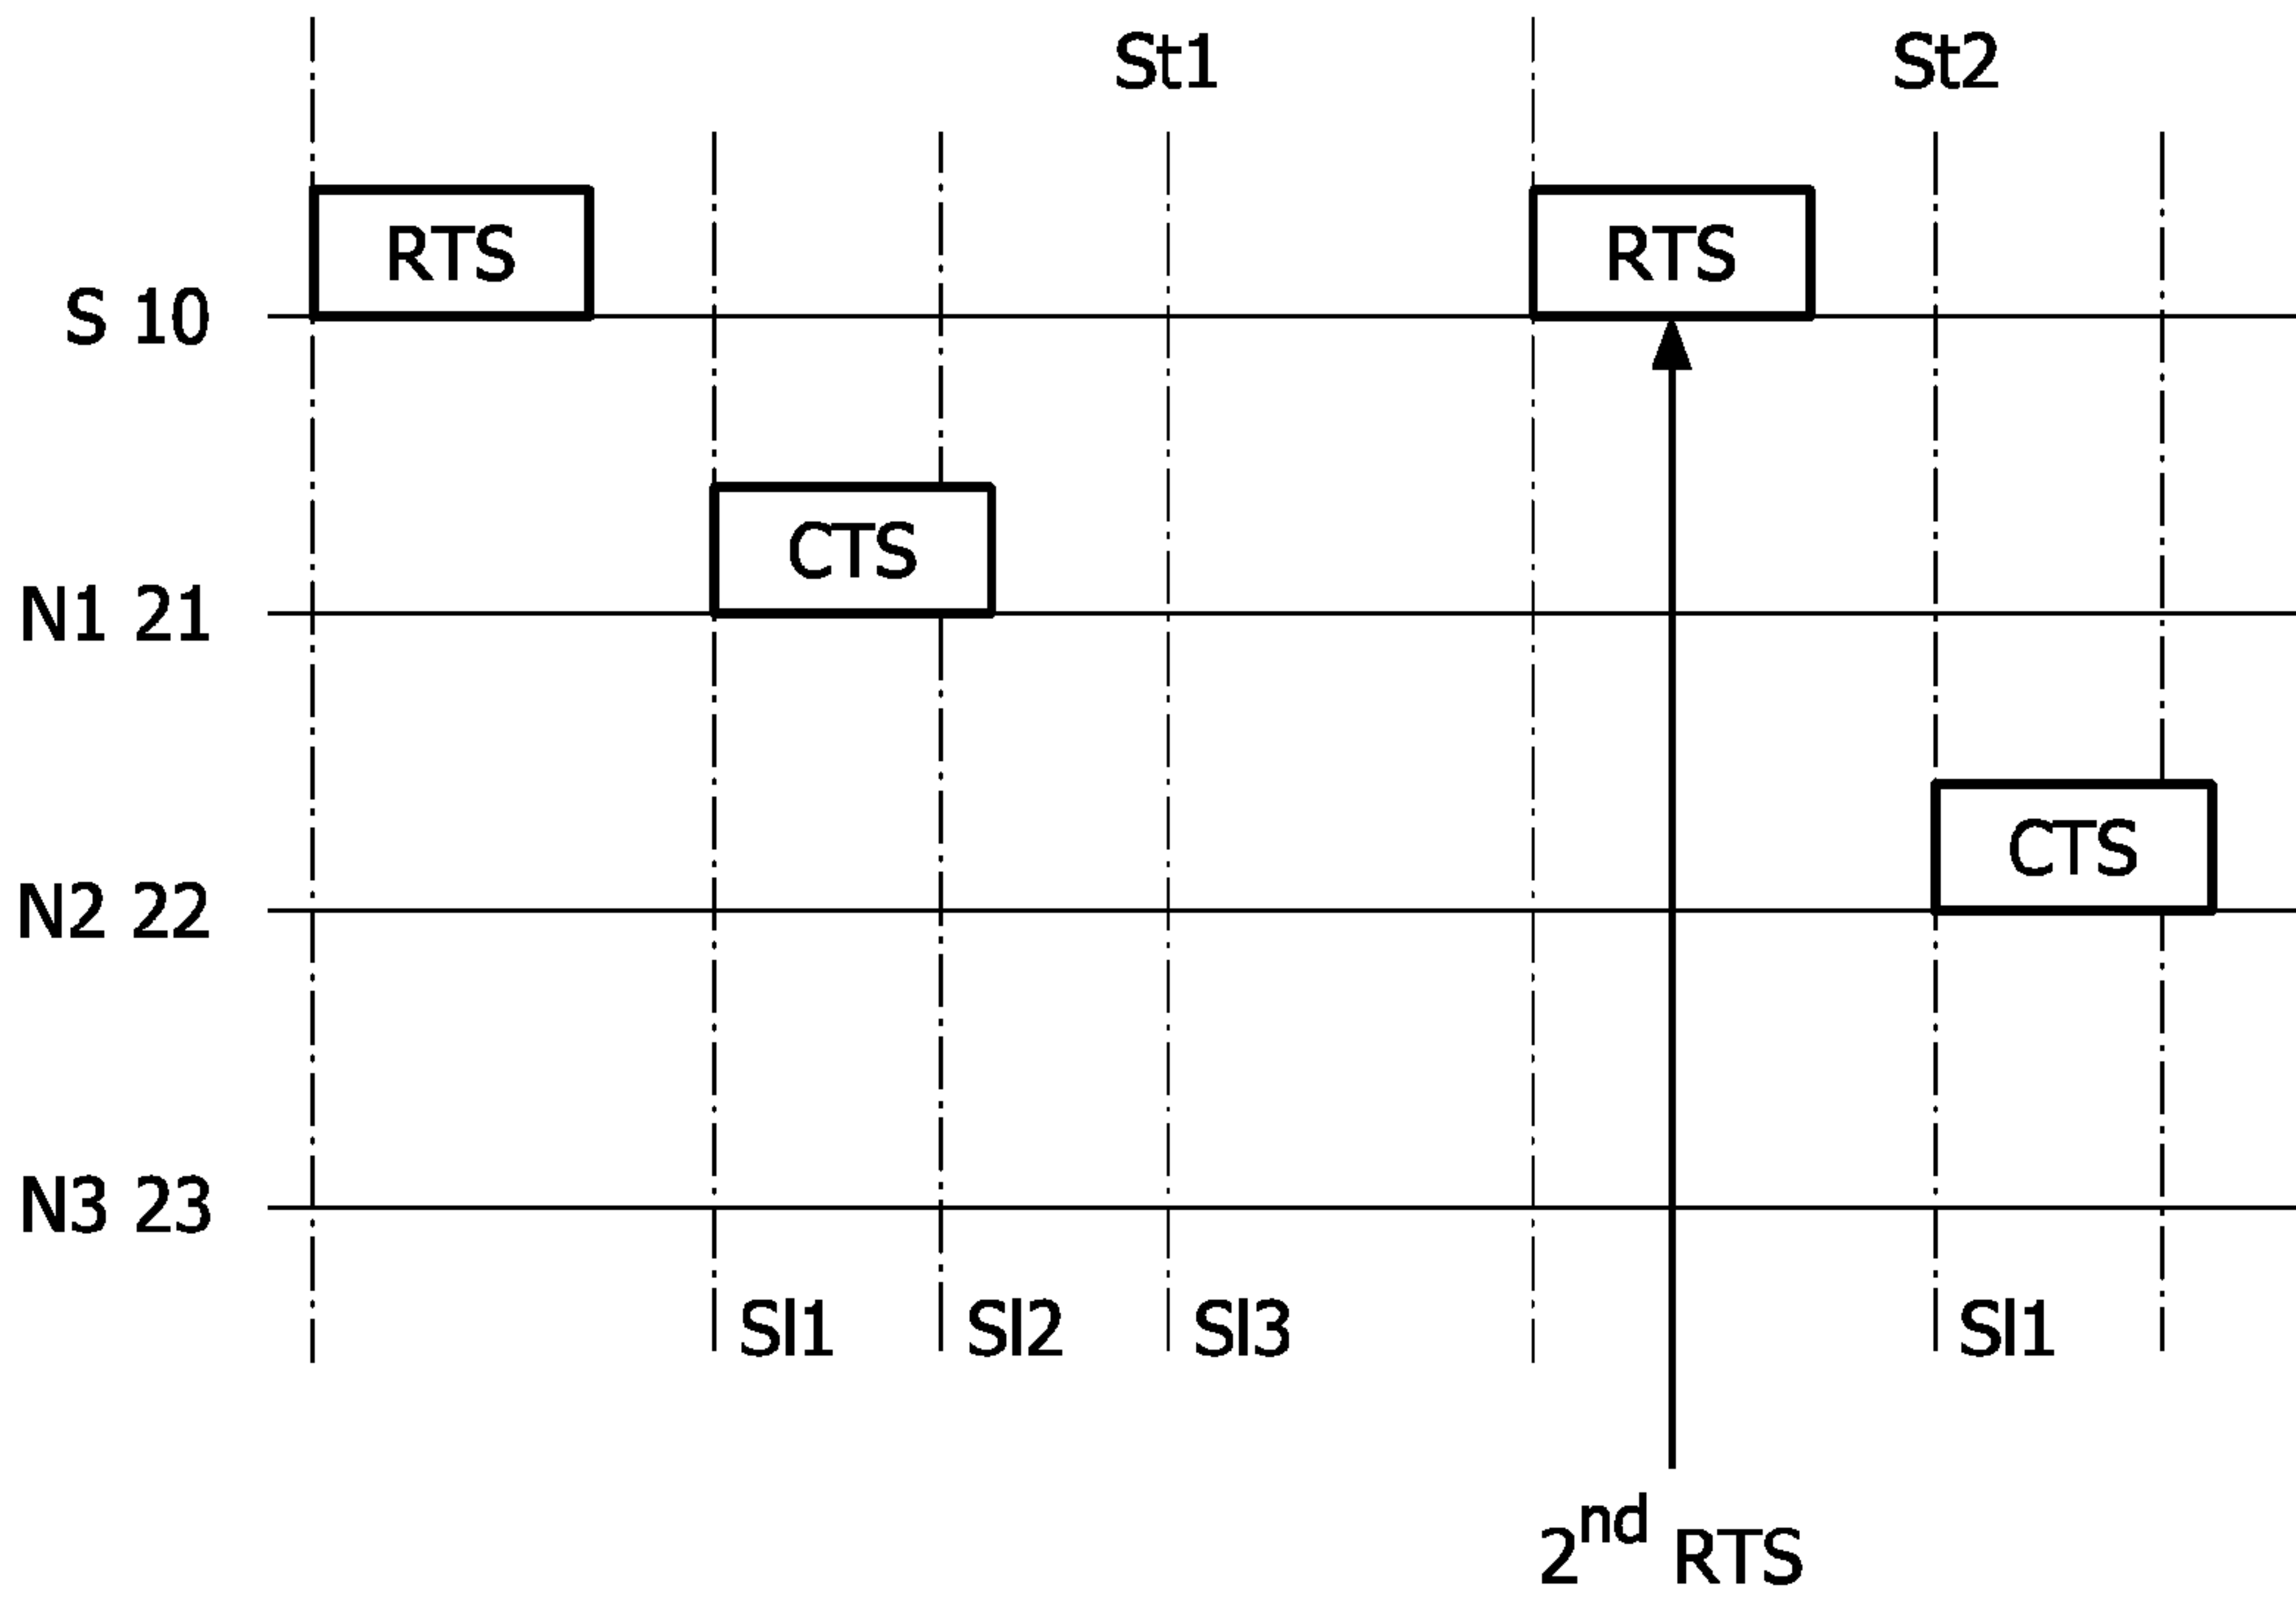 St1 St2
RTS RTS
S 10
CTS
N1 21
CTS
N2 22
N3 23
Sl1 Sl2 Sl3 Sl1
2nd RTS